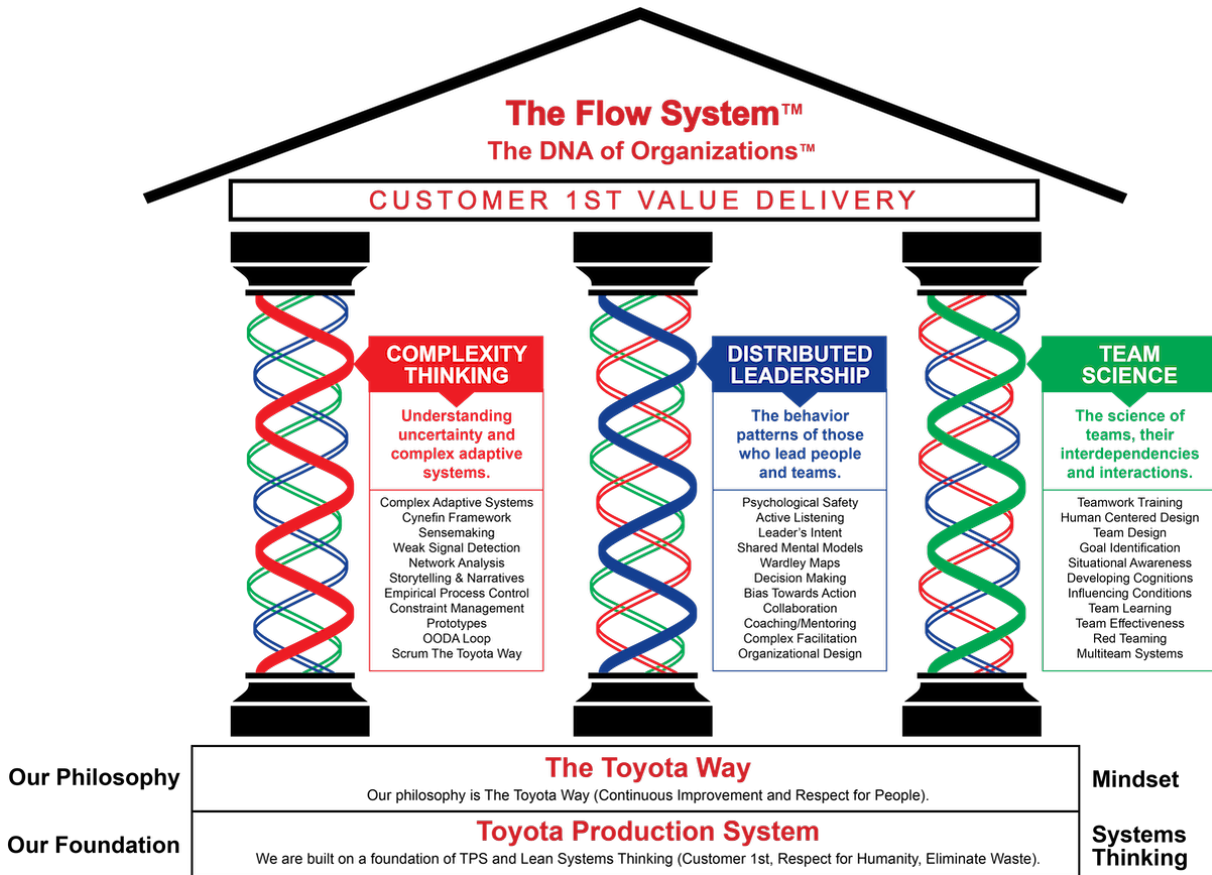 The Flow System™
The DNA of Organizations™
CUSTOMER 1ST VALUE DELIVERY
COMPLEXITY
THINKING
Understanding
uncertainty and
complex adaptive
systems.
Complex Adaptive Systems
Cynefin Framework
Sensemaking
Weak Signal Detection
Network Analysis
Storytelling & Narratives
Empirical Process Control
Constraint Management
Prototypes
OODA Loop
Scrum The Toyota Way
DISTRIBUTED
LEADERSHIP
The behavior
patterns of those
who lead people
and teams.
Psychological Safety
Active Listening
Leader's Intent
Shared Mental Models
Wardley Maps
Decision Making
Bias Towards Action
Collaboration
Coaching/Mentoring
Complex Facilitation
Organizational Design
TEAM
SCIENCE
The science of
teams, their
interdependencies
and interactions.
Teamwork Training
Human Centered Design
Team Design
Goal Identification
Situational Awareness
Developing Cognitions
Influencing Conditions
Team Learning
Team Effectiveness
Red Teaming
Multiteam Systems
Our Philosophy
The Toyota Way
Our philosophy is The Toyota Way (Continuous Improvement and Respect for People).
Mindset
Our Foundation
Toyota Production System
We are built on a foundation of TPS and Lean Systems Thinking (Customer 1st, Respect for Humanity, Eliminate Waste).
Systems
Thinking